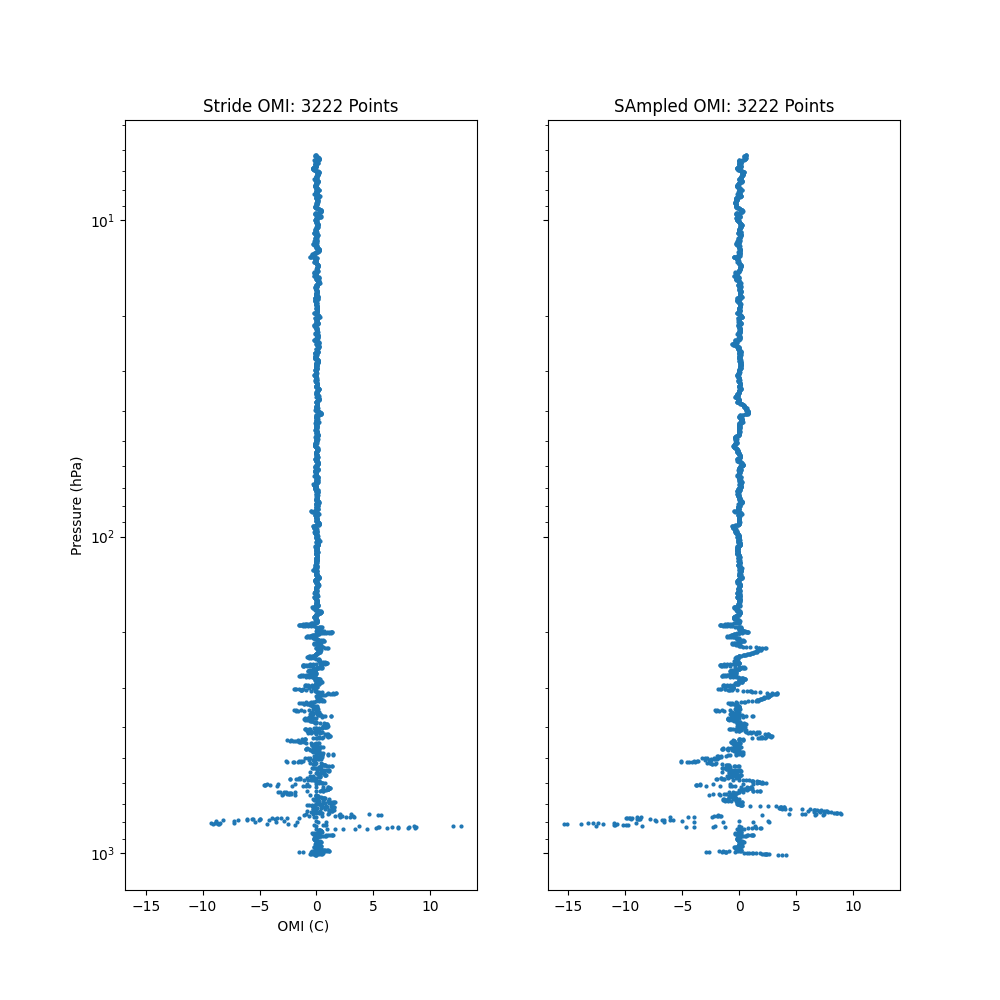 Stride OMI: 3222 Points
SAmpled OMI: 3222 Points
Pressure (hPa)
10¹
10²
10³
−15 −10 −5 0 5 10
−15 −10 −5 0 5 10
OMI (C)